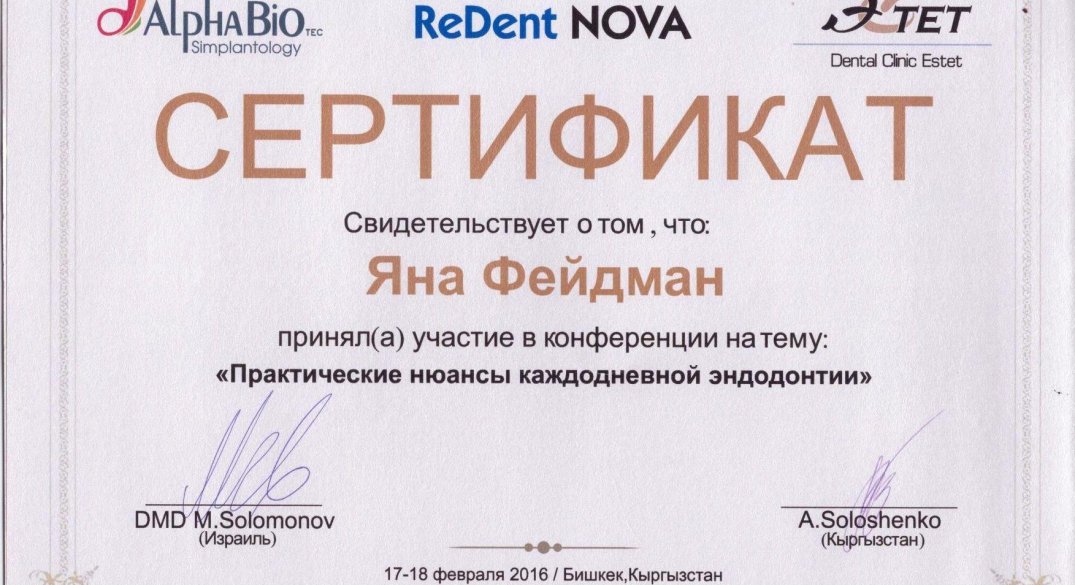 AlphaBio TEC
Simplantology
ReDent NOVA
ЭТЕТ
Dental Clinic Estet
СЕРТИФИКАТ
Свидетельствует о том , что:
Яна Фейдман
принял(а) участие в конференции на тему:
«Практические нюансы каждодневной эндодонтии»
DMD M.Solomonov
(Израиль)
A.Soloshenko
(Кыргызстан)
17-18 февраля 2016 / Бишкек,Кыргызстан